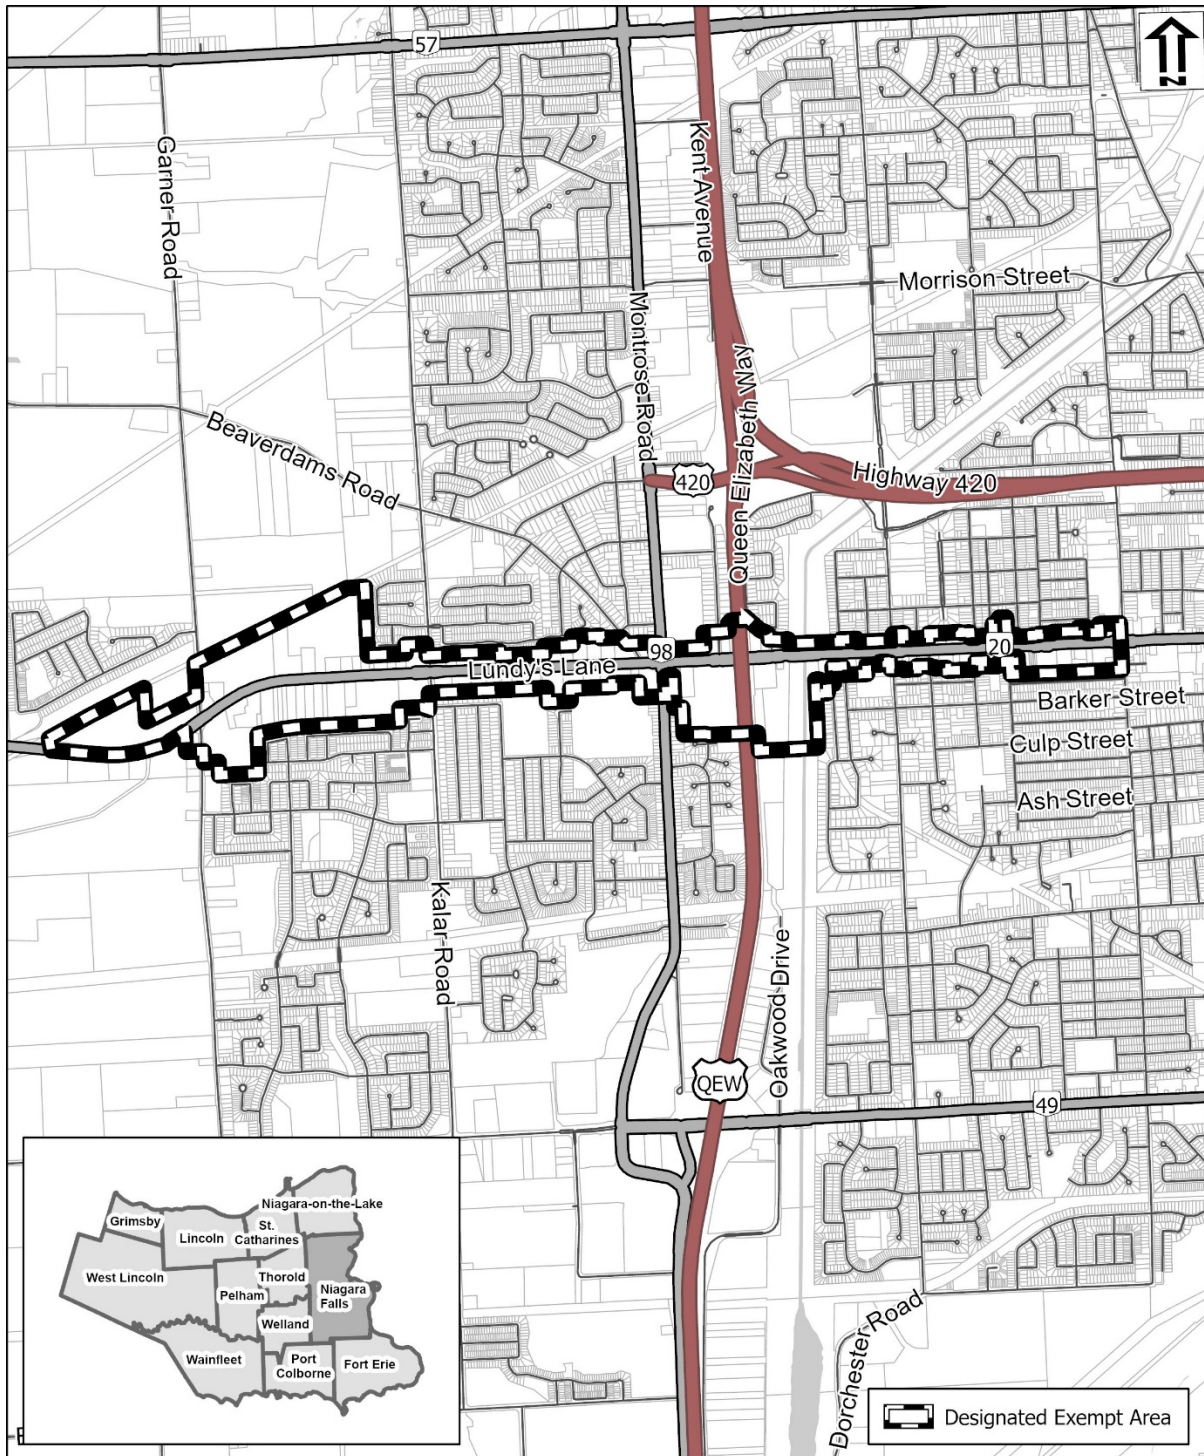 57
N
Garner Road
Kent Avenue
Morrison Street
Montrose Road
Queen Elizabeth Way
Beaverdams Road
420
Highway 420
98
20
Lundy's Lane
Barker Street
Culp Street
Ash Street
Kalar Road
Oakwood Drive
QEW
49
Niagara-on-the-Lake
Grimsby
St.
Catharines
Lincoln
West Lincoln
Thorold
Pelham
Niagara
Falls
Welland
Wainfleet
Port
Colborne
Fort Erie
Dorchester Road
Designated Exempt Area